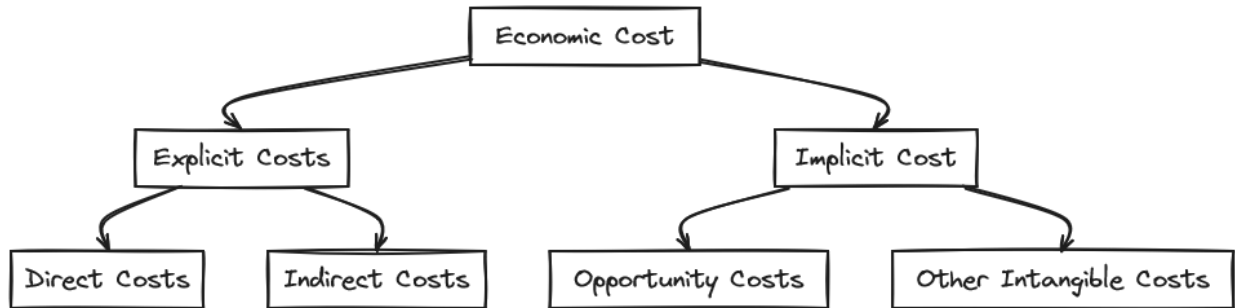 Economic Cost
Explicit Costs
Implicit Cost
Direct Costs
Indirect Costs
Opportunity Costs
Other Intangible Costs